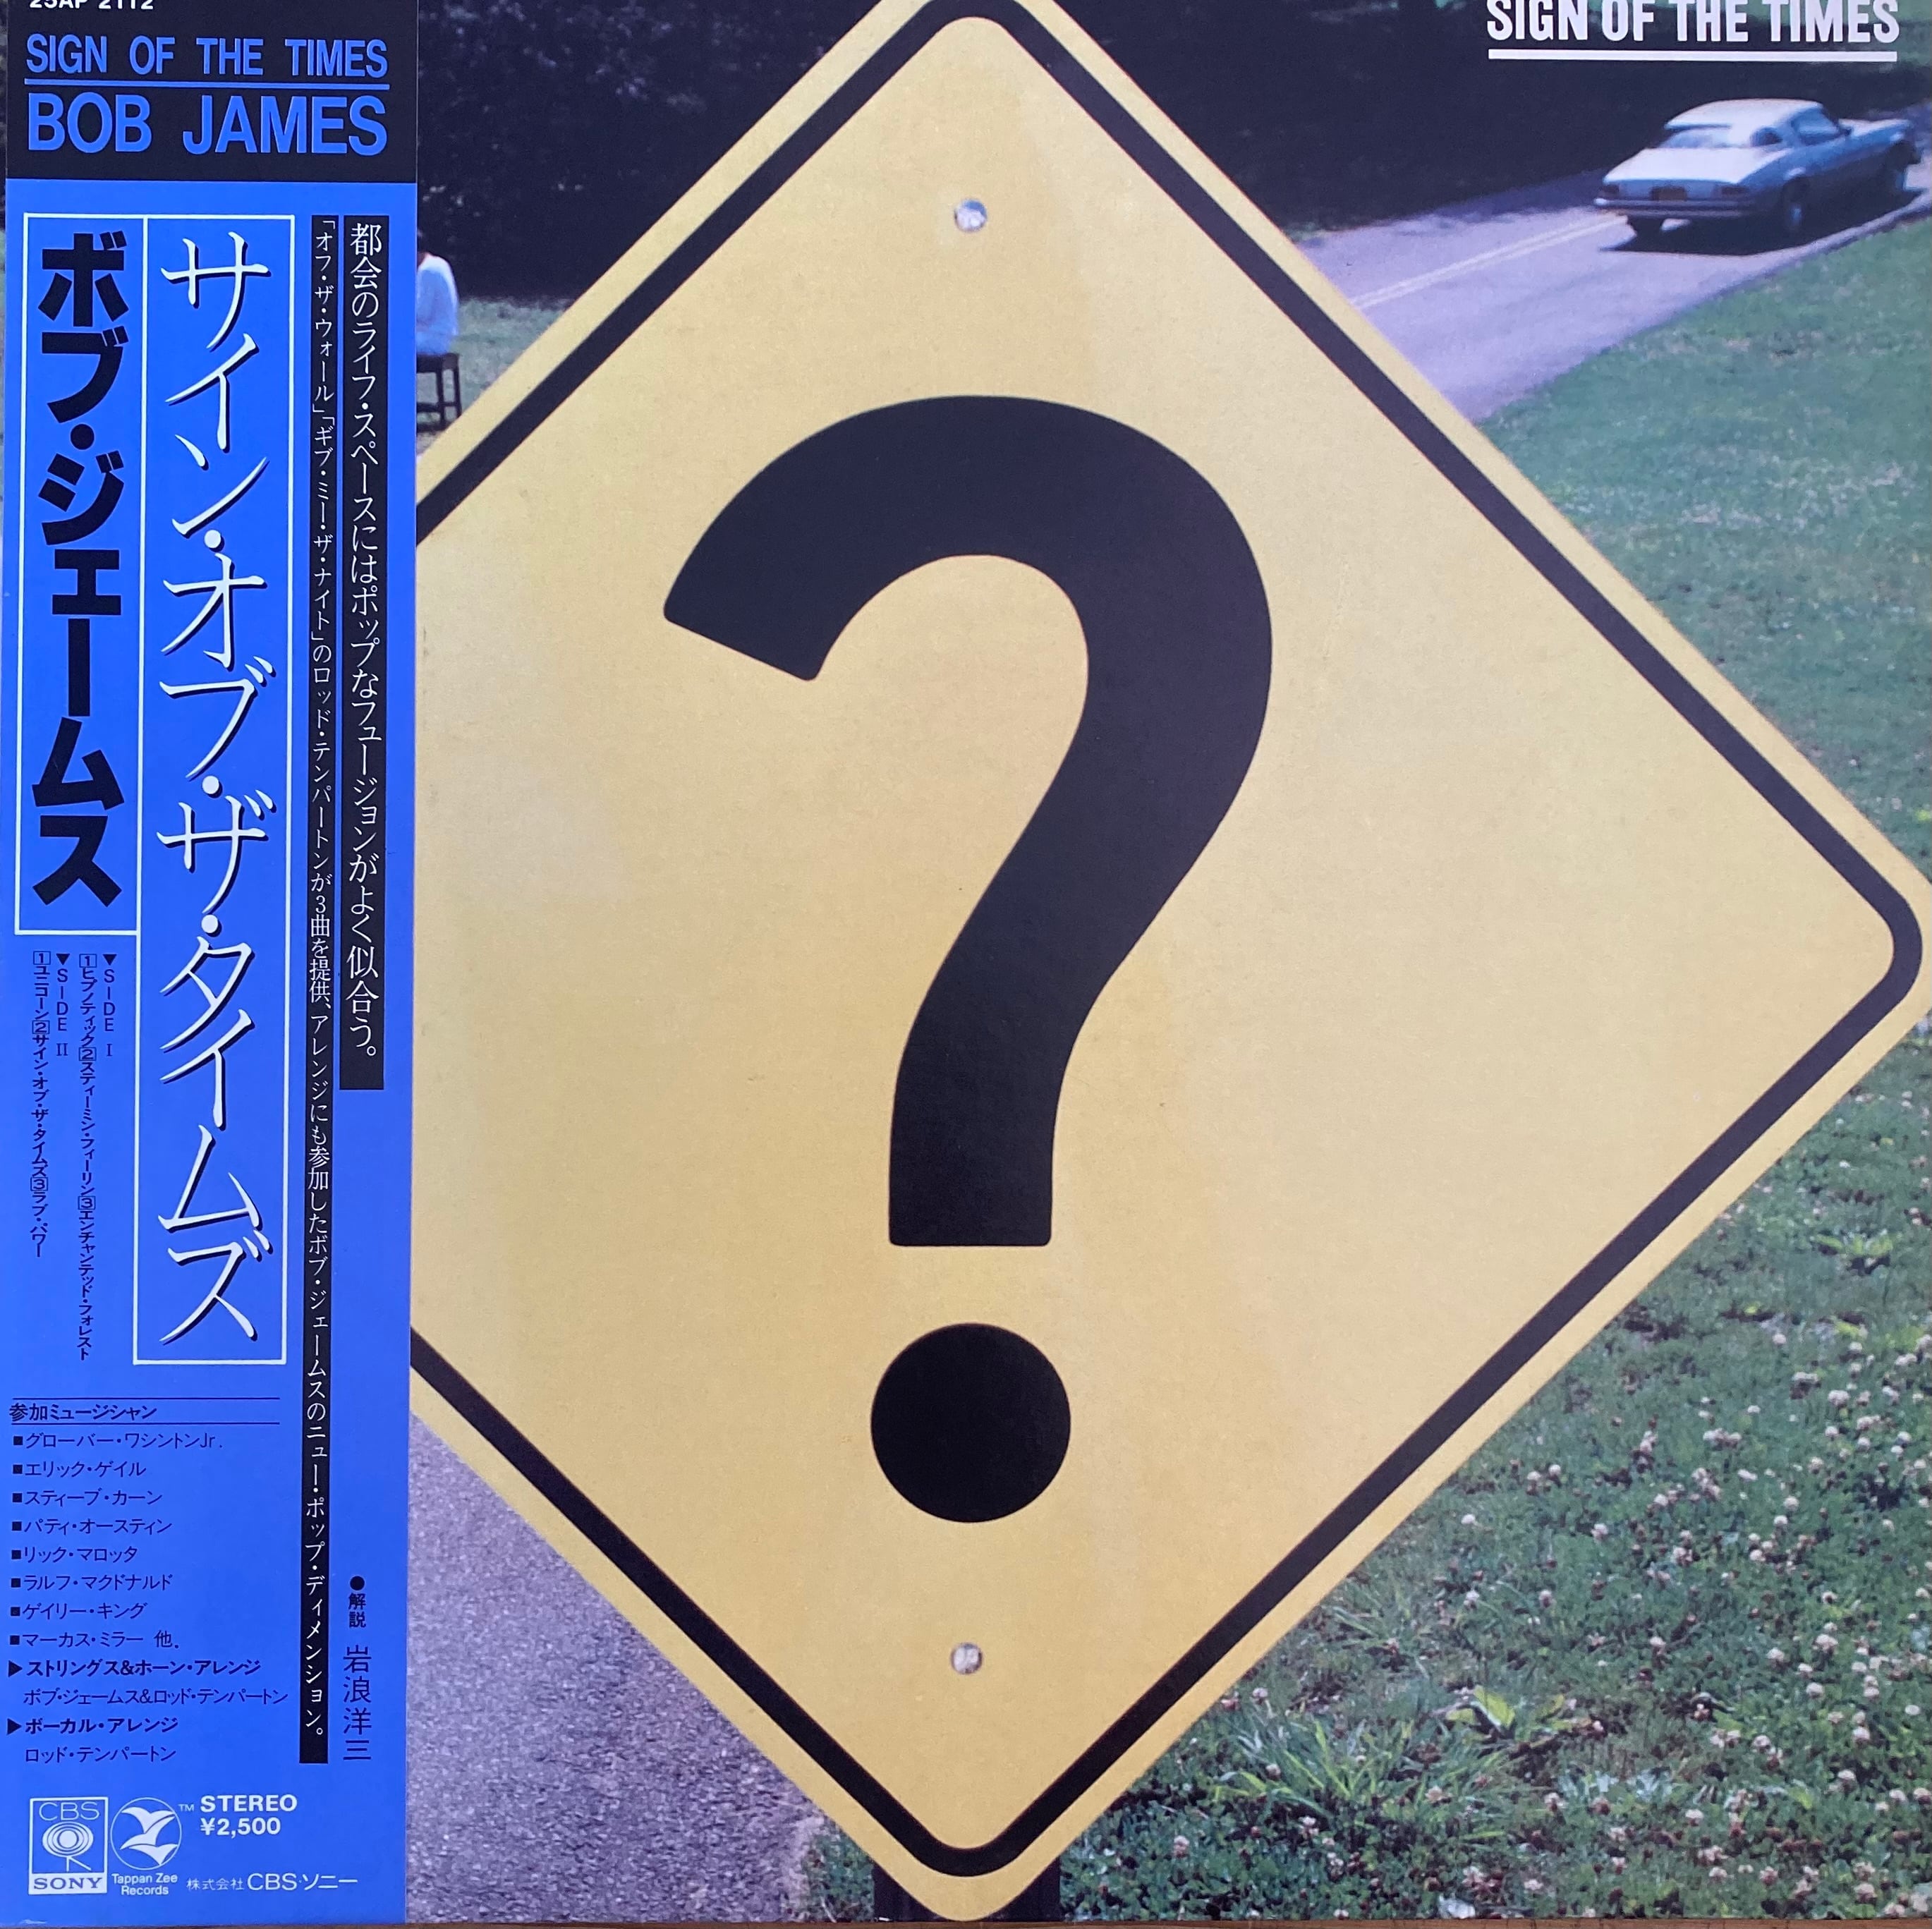 25AP 2112
SIGN OF THE TIMES
BOB JAMES
SIGN OF THE TIMES
都会のライフ・スペースにはポップなフュージョンがよく似合う。
「オフ・ザ・ウォール」「ギブ・ミー・ザ・ナイト」のロッド・テンパートンが3曲を提供、アレンジにも参加したボブ・ジェームスのニュー・ポップ・ディメンション。
サイン・オブ・ザ・タイムズ
ボブ・ジェームス
▼SIDE I
1ヒプノティック2スティーミン・フィーリン3エンチャンテッド・フォレスト
▼SIDE II
1ユニコーン2サイン・オブ・ザ・タイムズ3ラブ・パワー
参加ミュージシャン
■グローバー・ワシントンJr.
■エリック・ゲイル
■スティーブ・カーン
■パティ・オースティン
■リック・マロッタ
■ラルフ・マクドナルド
■ゲイリー・キング
■マーカス・ミラー 他.
▶ストリングス&ホーン・アレンジ
ボブ・ジェームス&ロッド・テンパートン
▶ボーカル・アレンジ
ロッド・テンパートン
●解説 岩浪洋三
CBS
SONY
Tappan Zee
Records
TM
STEREO
¥2,500
株式会社CBS・ソニー
?